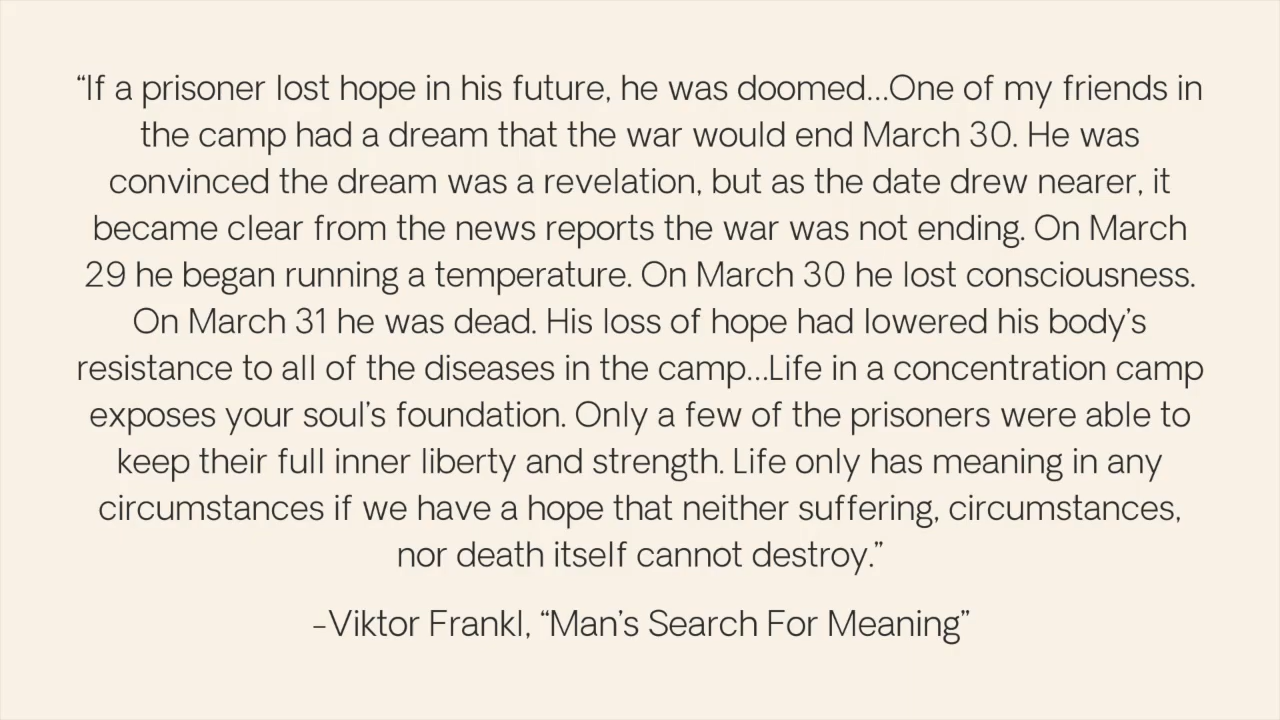 “If a prisoner lost hope in his future, he was doomed...One of my friends in
the camp had a dream that the war would end March 30. He was
convinced the dream was a revelation, but as the date drew nearer, it
became clear from the news reports the war was not ending. On March
29 he began running a temperature. On March 30 he lost consciousness.
On March 31 he was dead. His loss of hope had lowered his body’s
resistance to all of the diseases in the camp...Life in a concentration camp
exposes your soul’s foundation. Only a few of the prisoners were able to
keep their full inner liberty and strength. Life only has meaning in any
circumstances if we have a hope that neither suffering, circumstances,
nor death itself cannot destroy.”
–Viktor Frankl, “Man’s Search For Meaning”